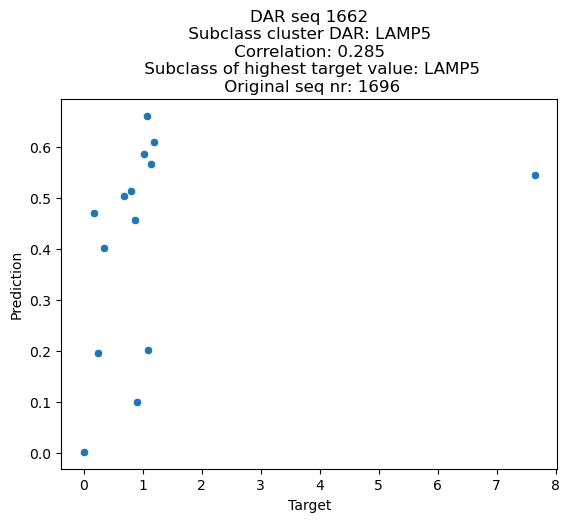 DAR seq 1662
Subclass cluster DAR: LAMP5
Correlation: 0.285
Subclass of highest target value: LAMP5
Original seq nr: 1696
0.6
0.5
0.4
0.3
0.2
0.1
0.0
Prediction
0 1 2 3 4 5 6 7 8
Target